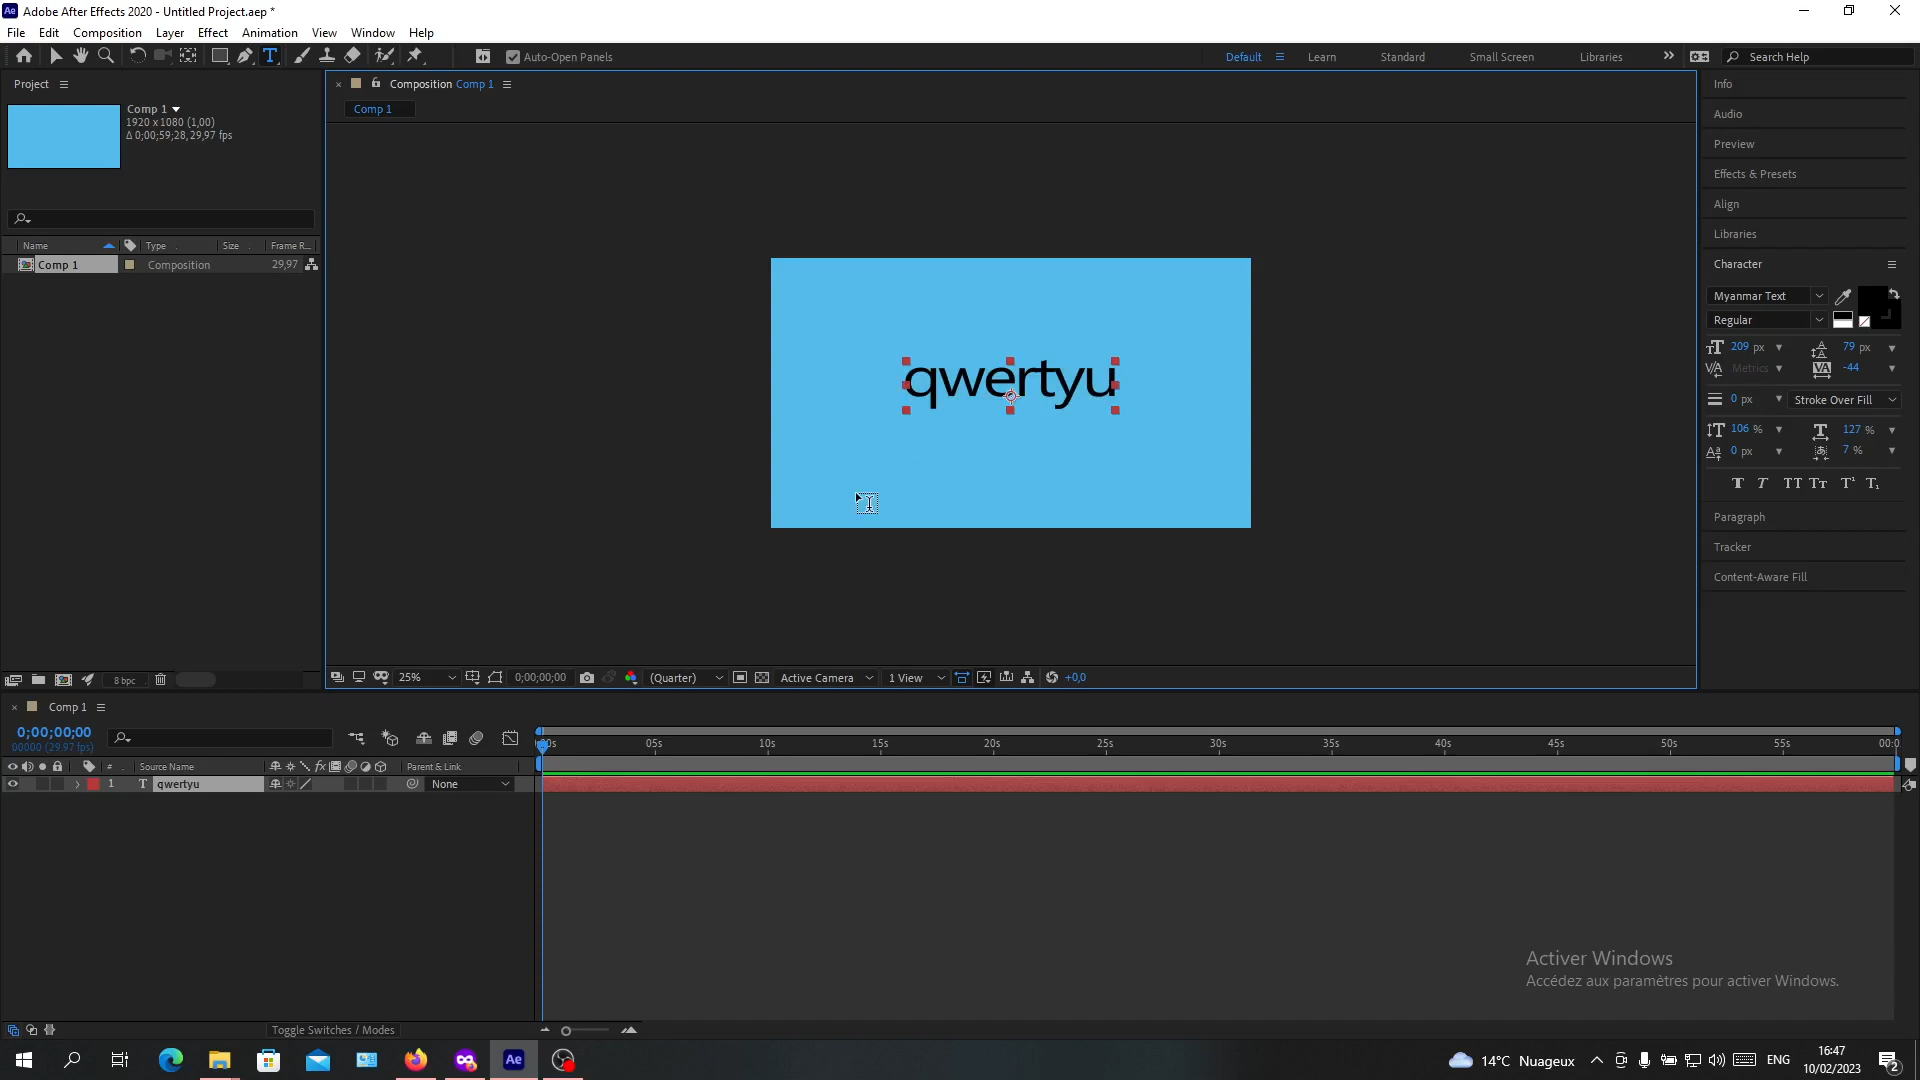 Adobe After Effects 2020 - Untitled Project.aep *
File Edit Composition Layer Effect Animation View Window Help
Auto-Open Panels
Default Learn Standard Small Screen Libraries Search Help
Project
Comp 1
1920 x 1080 (1,00)
Δ 0;00;59;28, 29,97 fps
Name Type Size Frame R...
Comp 1 Composition 29,97
8 bpc
Composition Comp 1
Comp 1
qwertyu
25% 0;00;00;00 (Quarter) Active Camera 1 View +0,0
Info
Audio
Preview
Effects & Presets
Align
Libraries
Character
Myanmar Text
Regular
209 px 79 px
Metrics -44
0 px Stroke Over Fill
106 % 127 %
0 px 7 %
Paragraph
Tracker
Content-Aware Fill
Comp 1
0;00;00;00
00000 (29.97 fps)
# Source Name Parent & Link
1 T qwertyu None
05s 10s 15s 20s 25s 30s 35s 40s 45s 50s 55s
Toggle Switches / Modes
Activer Windows
Accédez aux paramètres pour activer Windows.
Ae
14°C Nuageux
ENG
16:47
10/02/2023
2